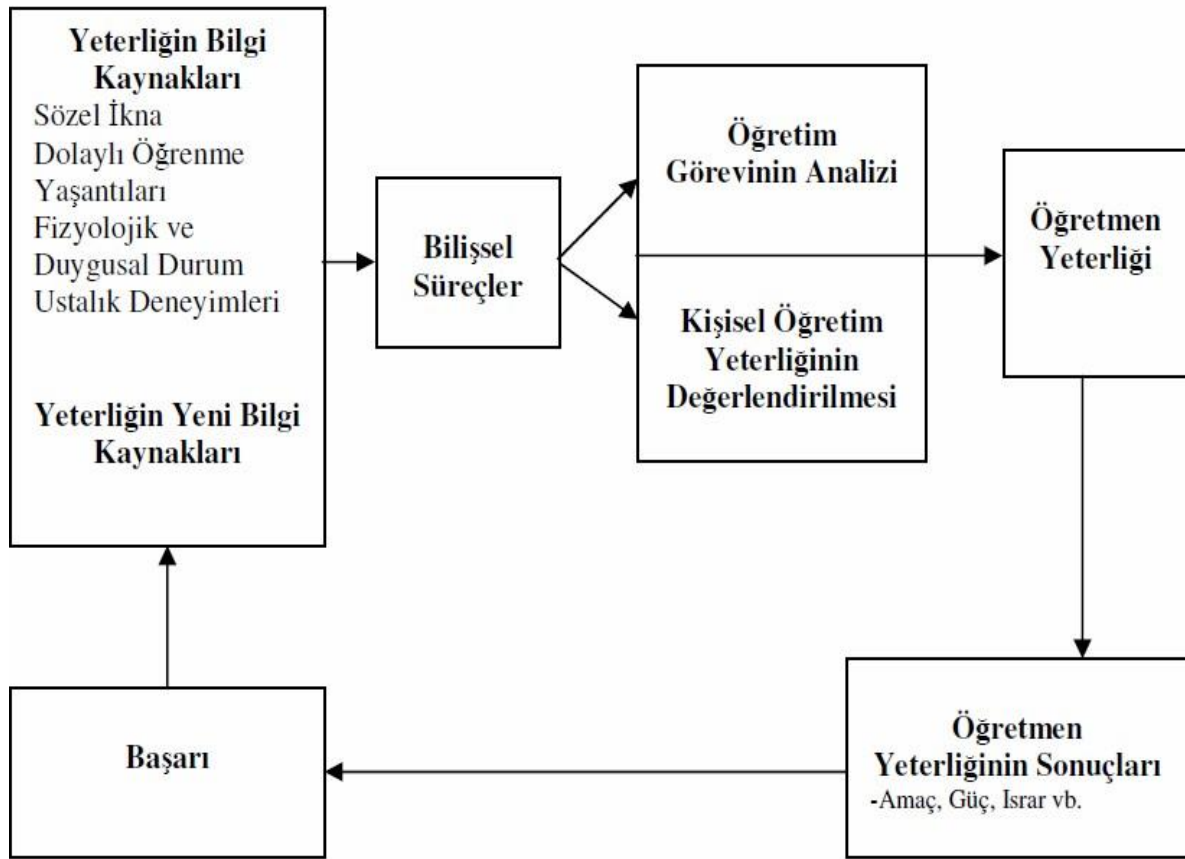 Yeterliğin Bilgi
Kaynakları
Sözel İkna
Dolaylı Öğrenme
Yaşantıları
Fizyolojik ve
Duygusal Durum
Ustalık Deneyimleri
Yeterliğin Yeni Bilgi
Kaynakları
Bilişsel
Süreçler
Öğretim
Görevinin Analizi
Kişisel Öğretim
Yeterliğinin
Değerlendirilmesi
Öğretmen
Yeterliği
Öğretmen
Yeterliğinin Sonuçları
-Amaç, Güç, Israr vb.
Başarı